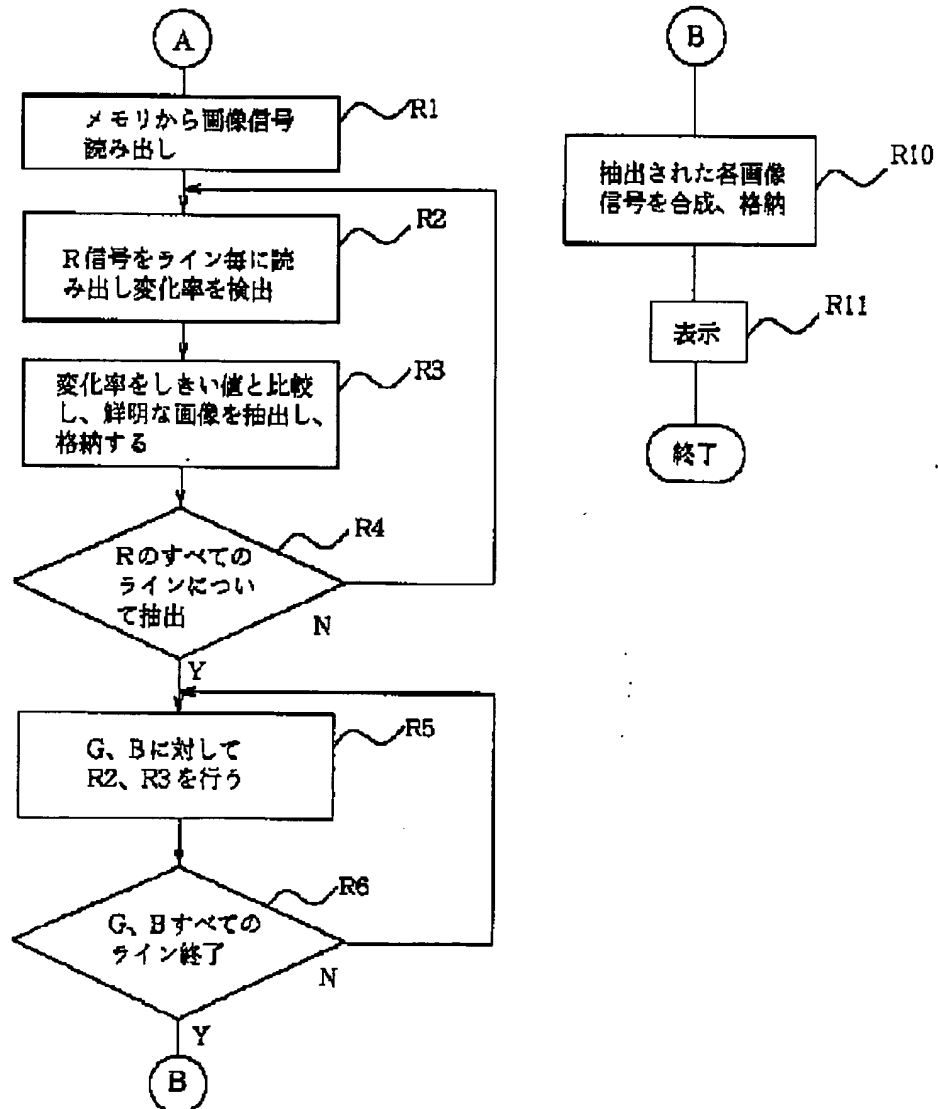 A
メモリから画像信号
読み出し
R1
R信号をライン毎に読
み出し変化率を検出
R2
変化率をしきい値と比較
し、鮮明な画像を抽出し、
格納する
R3
Rのすべての
ラインについ
て抽出
R4
N
Y
G、Bに対して
R2、R3を行う
R5
G、Bすべての
ライン終了
R6
N
Y
B
B
抽出された各画像
信号を合成、格納
R10
表示
R11
終了